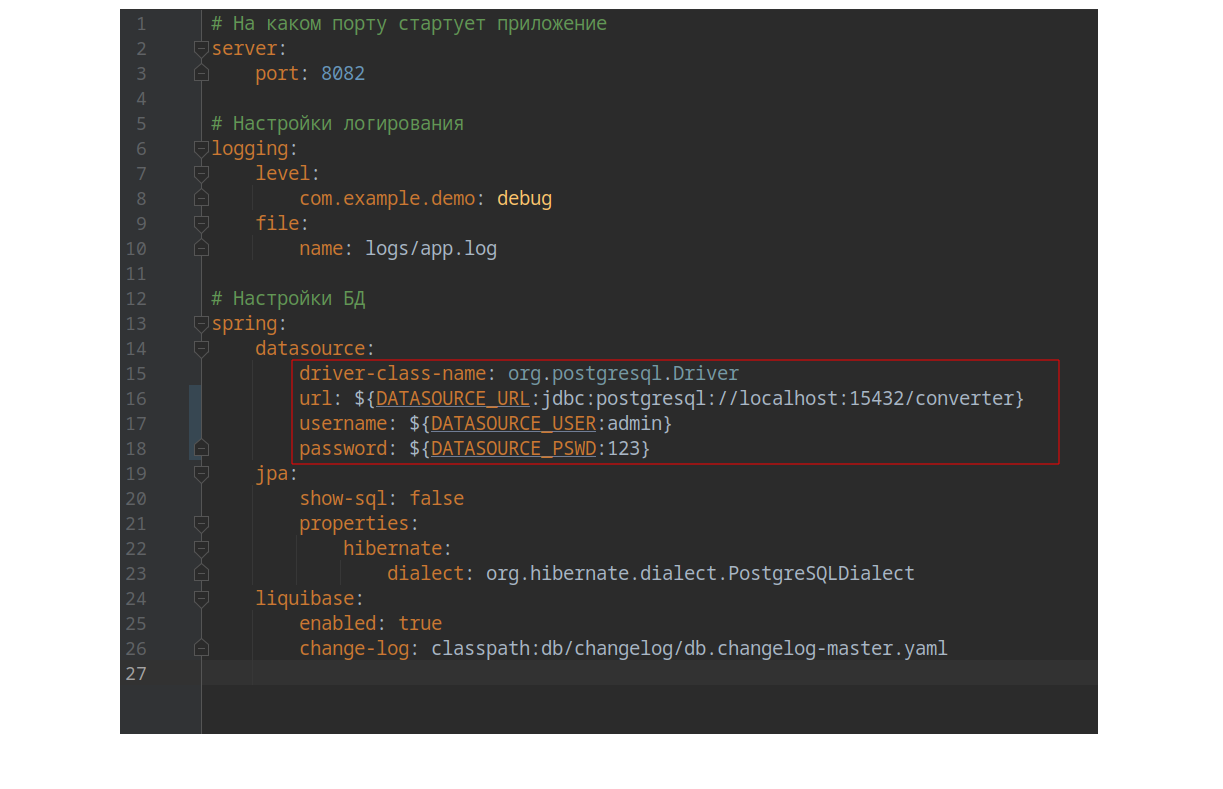 1 # На каком порту стартует приложение
2 server:
3     port: 8082
4
5 # Настройки логирования
6 logging:
7     level:
8         com.example.demo: debug
9     file:
10         name: logs/app.log
11
12 # Настройки БД
13 spring:
14     datasource:
15         driver-class-name: org.postgresql.Driver
16         url: ${DATASOURCE_URL:jdbc:postgresql://localhost:15432/converter}
17         username: ${DATASOURCE_USER:admin}
18         password: ${DATASOURCE_PSWD:123}
19     jpa:
20         show-sql: false
21         properties:
22             hibernate:
23                 dialect: org.hibernate.dialect.PostgreSQLDialect
24     liquibase:
25         enabled: true
26         change-log: classpath:db/changelog/db.changelog-master.yaml
27